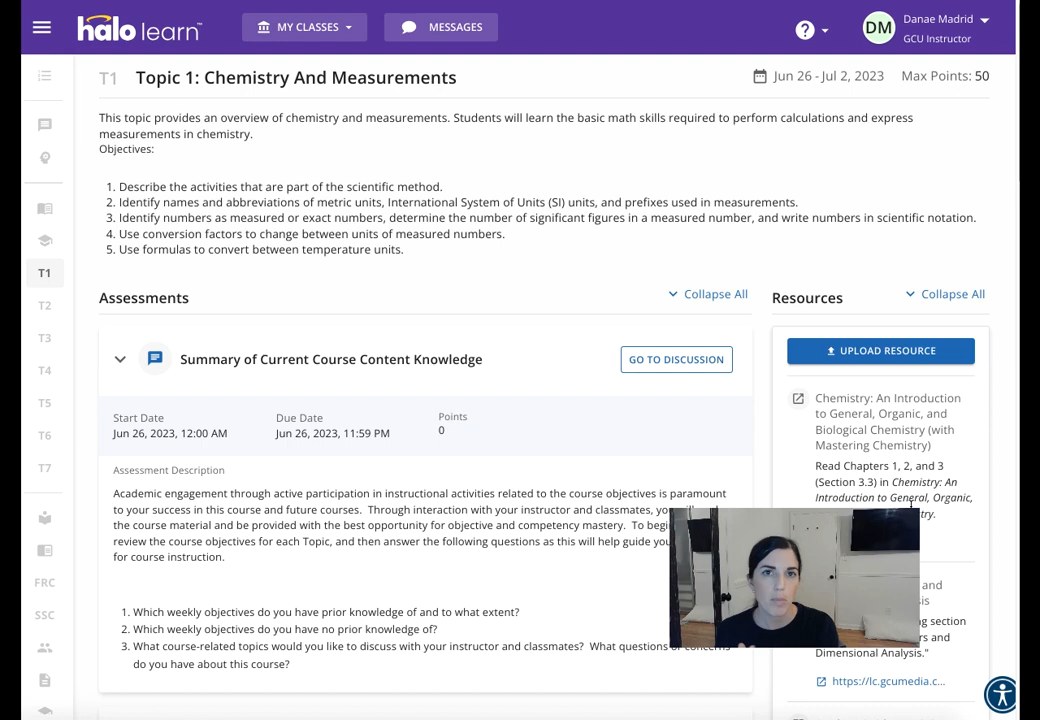 halo learn
MY CLASSES
MESSAGES
?
DM
Danae Madrid
GCU Instructor
T1 Topic 1: Chemistry And Measurements
Jun 26 - Jul 2, 2023 Max Points: 50
This topic provides an overview of chemistry and measurements. Students will learn the basic math skills required to perform calculations and express
measurements in chemistry.
Objectives:
1. Describe the activities that are part of the scientific method.
2. Identify names and abbreviations of metric units, International System of Units (SI) units, and prefixes used in measurements.
3. Identify numbers as measured or exact numbers, determine the number of significant figures in a measured number, and write numbers in scientific notation.
4. Use conversion factors to change between units of measured numbers.
5. Use formulas to convert between temperature units.
T1
T2
T3
T4
T5
T6
T7
FRC
SSC
Assessments
Collapse All
Summary of Current Course Content Knowledge
GO TO DISCUSSION
Start Date Due Date Points
Jun 26, 2023, 12:00 AM Jun 26, 2023, 11:59 PM 0
Assessment Description
Academic engagement through active participation in instructional activities related to the course objectives is paramount
to your success in this course and future courses. Through interaction with your instructor and classmates, you
the course material and be provided with the best opportunity for objective and competency mastery. To begin
review the course objectives for each Topic, and then answer the following questions as this will help guide you
for course instruction.
1. Which weekly objectives do you have prior knowledge of and to what extent?
2. Which weekly objectives do you have no prior knowledge of?
3. What course-related topics would you like to discuss with your instructor and classmates? What questions or concerns
do you have about this course?
Resources
Collapse All
UPLOAD RESOURCE
Chemistry: An Introduction
to General, Organic, and
Biological Chemistry (with
Mastering Chemistry)
Read Chapters 1, 2, and 3
(Section 3.3) in Chemistry: An
Introduction to General, Organic,
try.
and
is
ng section
rs and
Dimensional Analysis."
https://lc.gcumedia.c...